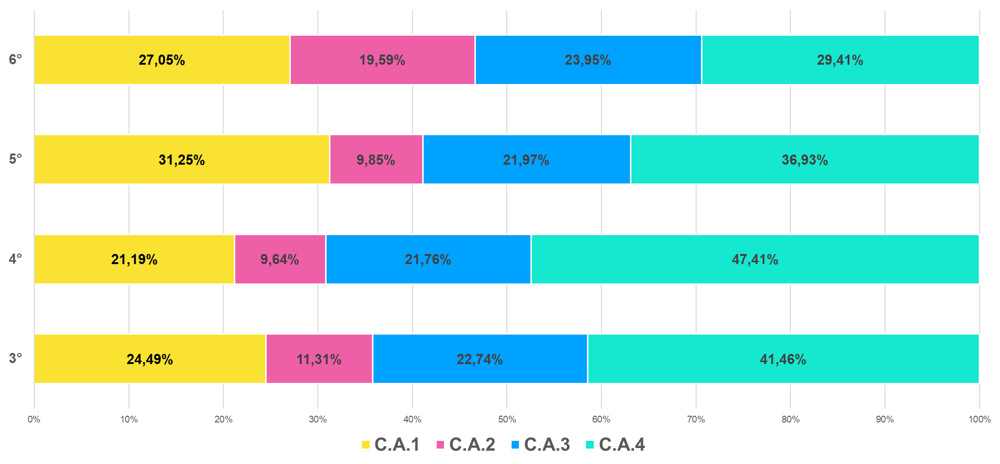 6° 27,05% 19,59% 23,95% 29,41%
5° 31,25% 9,85% 21,97% 36,93%
4° 21,19% 9,64% 21,76% 47,41%
3° 24,49% 11,31% 22,74% 41,46%
0% 10% 20% 30% 40% 50% 60% 70% 80% 90% 100%
C.A.1 C.A.2 C.A.3 C.A.4